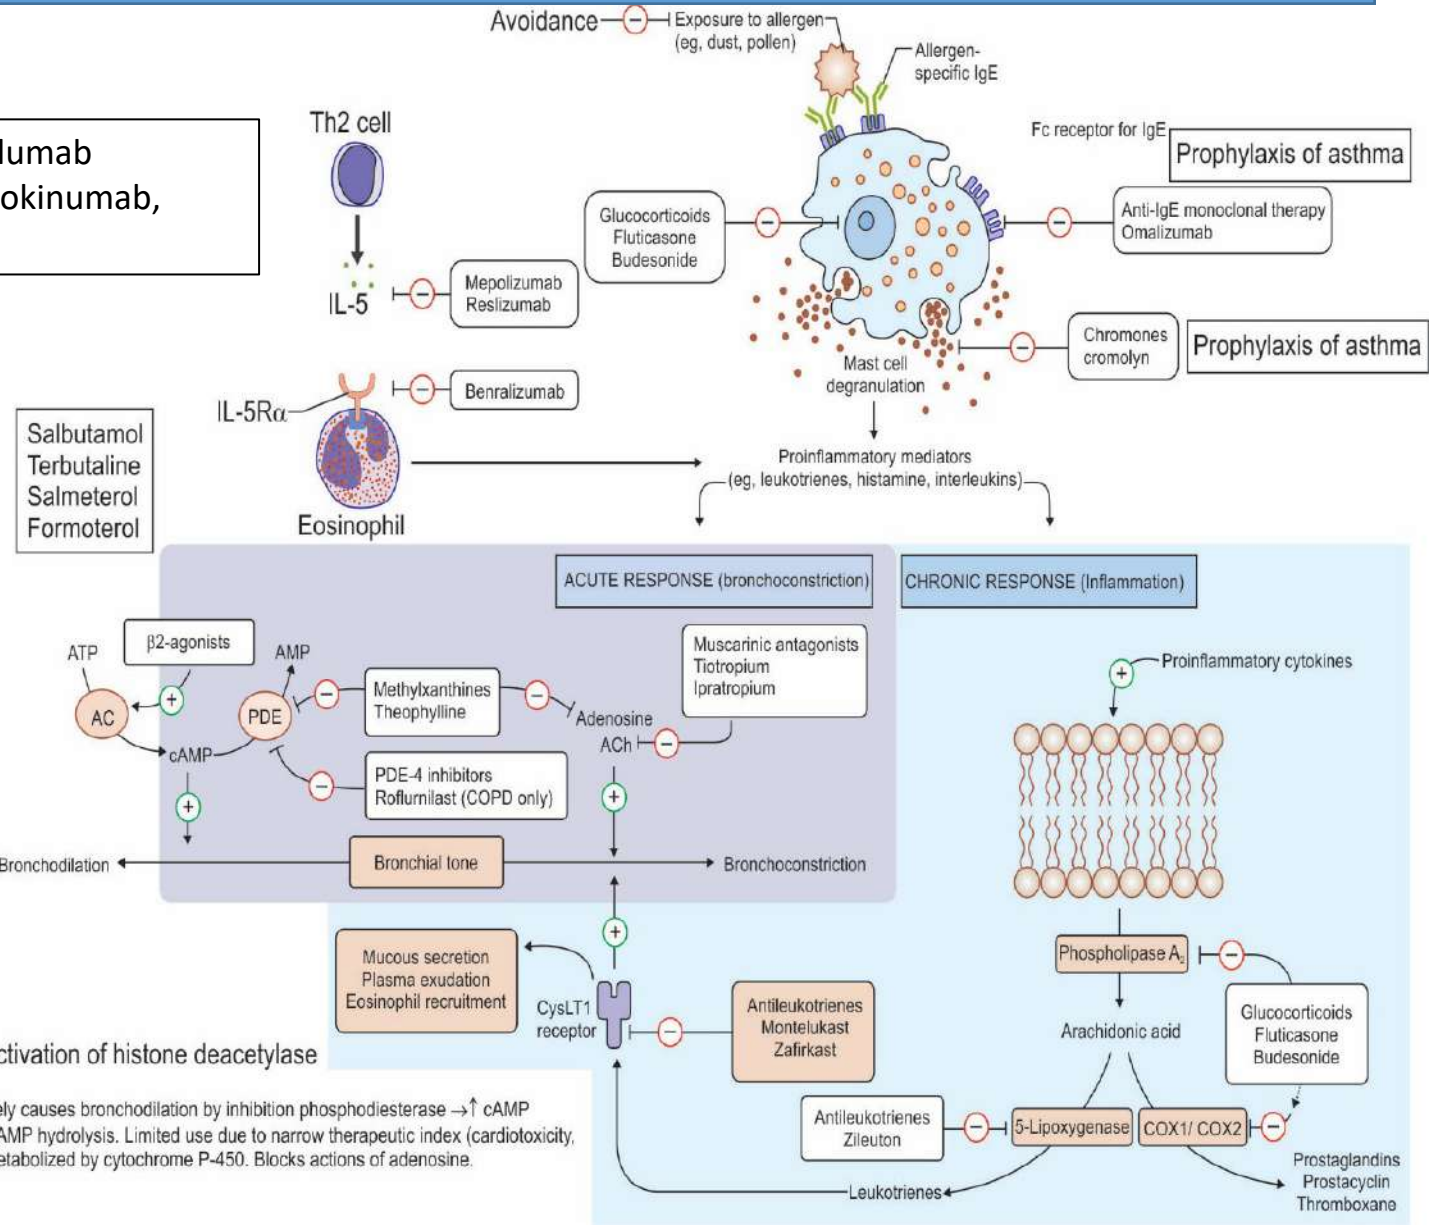 Avoidance
Exposure to allergen
(eg, dust, pollen)
Allergen-
specific IgE
Th2 cell
Fc receptor for IgE
Prophylaxis of asthma
Glucocorticoids
Fluticasone
Budesonide
Anti-IgE monoclonal therapy
Omalizumab
IL-5
Mepolizumab
Reslizumab
Chromones
cromolyn
Prophylaxis of asthma
Mast cell
degranulation
IL-5Rα
Benralizumab
Salbutamol
Terbutaline
Salmeterol
Formoterol
Proinflammatory mediators
(eg, leukotrienes, histamine, interleukins)
Eosinophil
ACUTE RESPONSE (bronchoconstriction)
CHRONIC RESPONSE (Inflammation)
β2-agonists
ATP
AMP
AC
PDE
cAMP
Methylxanthines
Theophylline
Muscarinic antagonists
Tiotropium
Ipratropium
Adenosine
ACh
PDE-4 inhibitors
Roflurnilast (COPD only)
Proinflammatory cytokines
Bronchodilation
Bronchial tone
Bronchoconstriction
Mucous secretion
Plasma exudation
Eosinophil recruitment
CysLT1
receptor
Antileukotrienes
Montelukast
Zafirkast
Phospholipase A₂
Arachidonic acid
Glucocorticoids
Fluticasone
Budesonide
Antileukotrienes
Zileuton
5-Lipoxygenase
COX1/ COX2
Leukotrienes
Prostaglandins
Prostacyclin
Thromboxane
of histone deacetylase
causes bronchodilation by inhibition phosphodiesterase →↑ cAMP
hydrolysis. Limited use due to narrow therapeutic index (cardiotoxicity,
by cytochrome P-450. Blocks actions of adenosine.